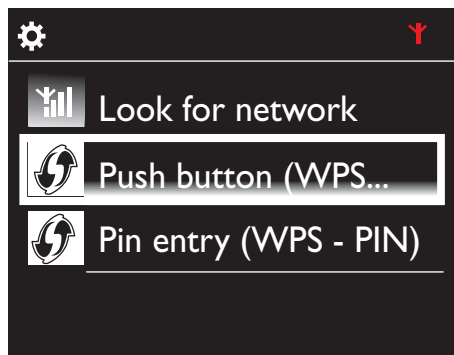 Look for network
Push button (WPS...
Pin entry (WPS - PIN)